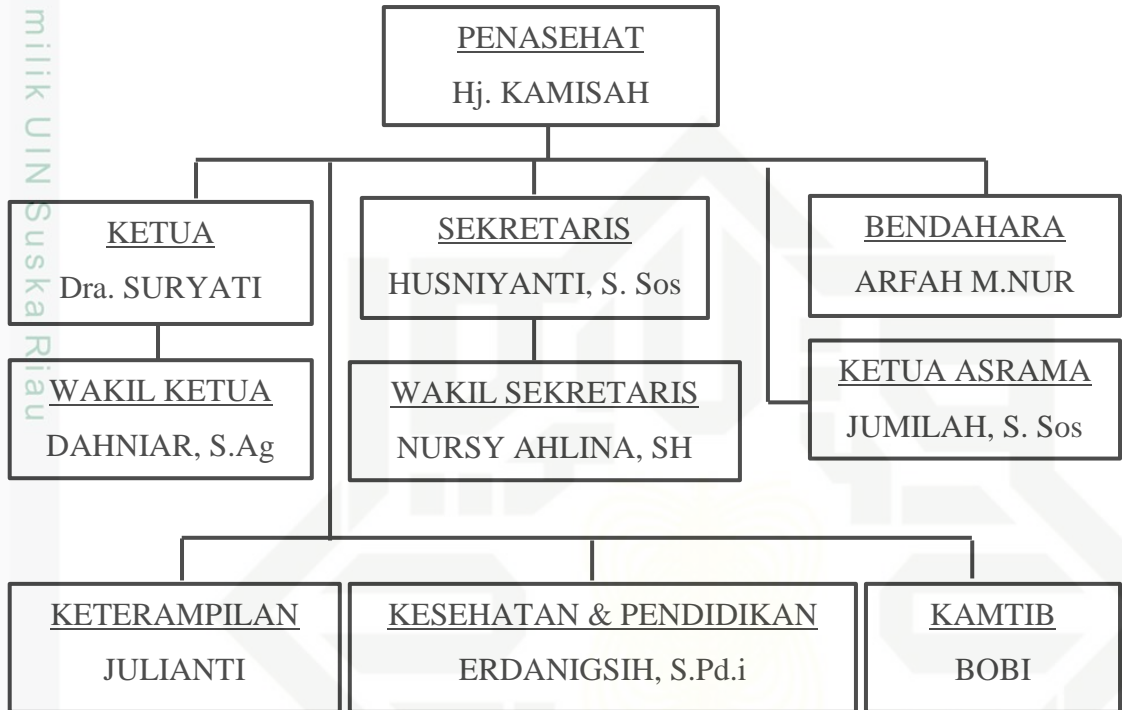 milik UIN Suska Riau
PENASEHAT
Hj. KAMISAH
KETUA
Dra. SURYATI
SEKRETARIS
HUSNIYANTI, S. Sos
BENDAHARA
ARFAH M.NUR
WAKIL KETUA
DAHNIAR, S.Ag
WAKIL SEKRETARIS
NURSY AHLINA, SH
KETUA ASRAMA
JUMILAH, S. Sos
KETERAMPILAN
JULIANTI
KESEHATAN & PENDIDIKAN
ERDANIGSIH, S.Pd.i
KAMTIB
BOBI